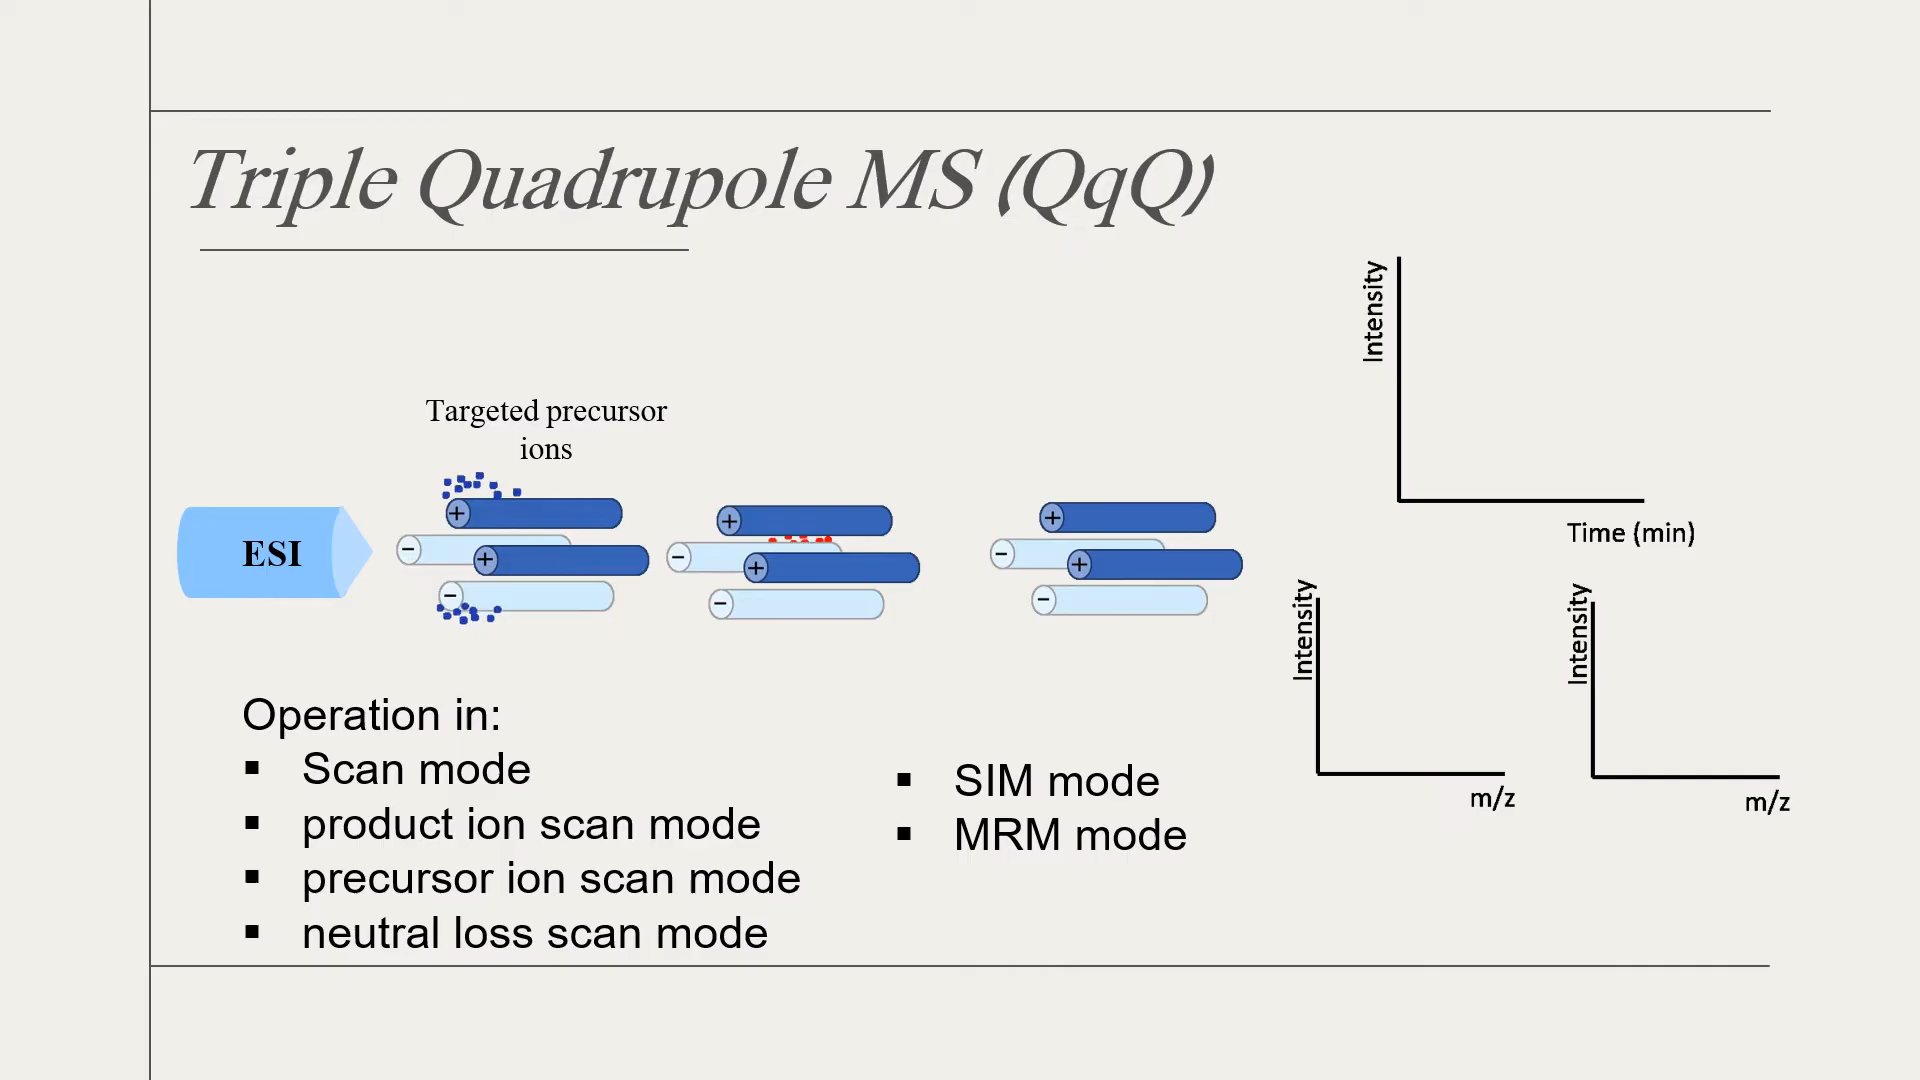 Triple Quadrupole MS (QqQ)
Targeted precursor
ions
ESI
+
−
+
−
+
−
+
−
+
−
+
−
Intensity
Time (min)
Intensity
m/z
Intensity
m/z
Operation in:
▪ Scan mode
▪ product ion scan mode
▪ precursor ion scan mode
▪ neutral loss scan mode
▪ SIM mode
▪ MRM mode